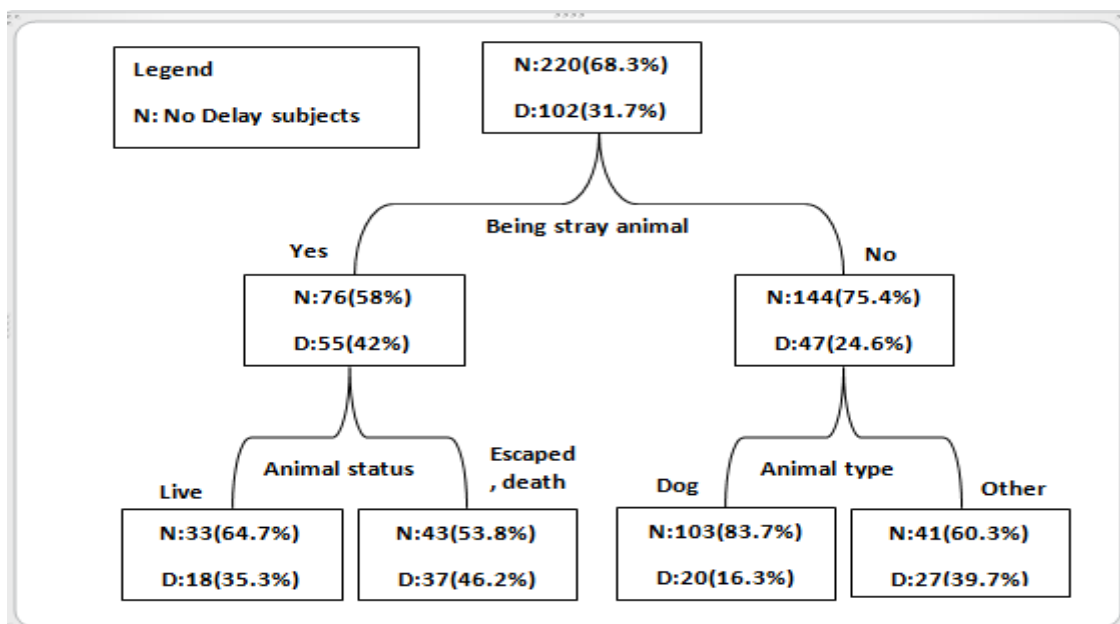 Legend
N: No Delay subjects
N:220(68.3%)
D:102(31.7%)
Being stray animal
Yes
No
N:76(58%)
D:55(42%)
N:144(75.4%)
D:47(24.6%)
Animal status
Live
Escaped
, death
Animal type
Dog
Other
N:33(64.7%)
D:18(35.3%)
N:43(53.8%)
D:37(46.2%)
N:103(83.7%)
D:20(16.3%)
N:41(60.3%)
D:27(39.7%)